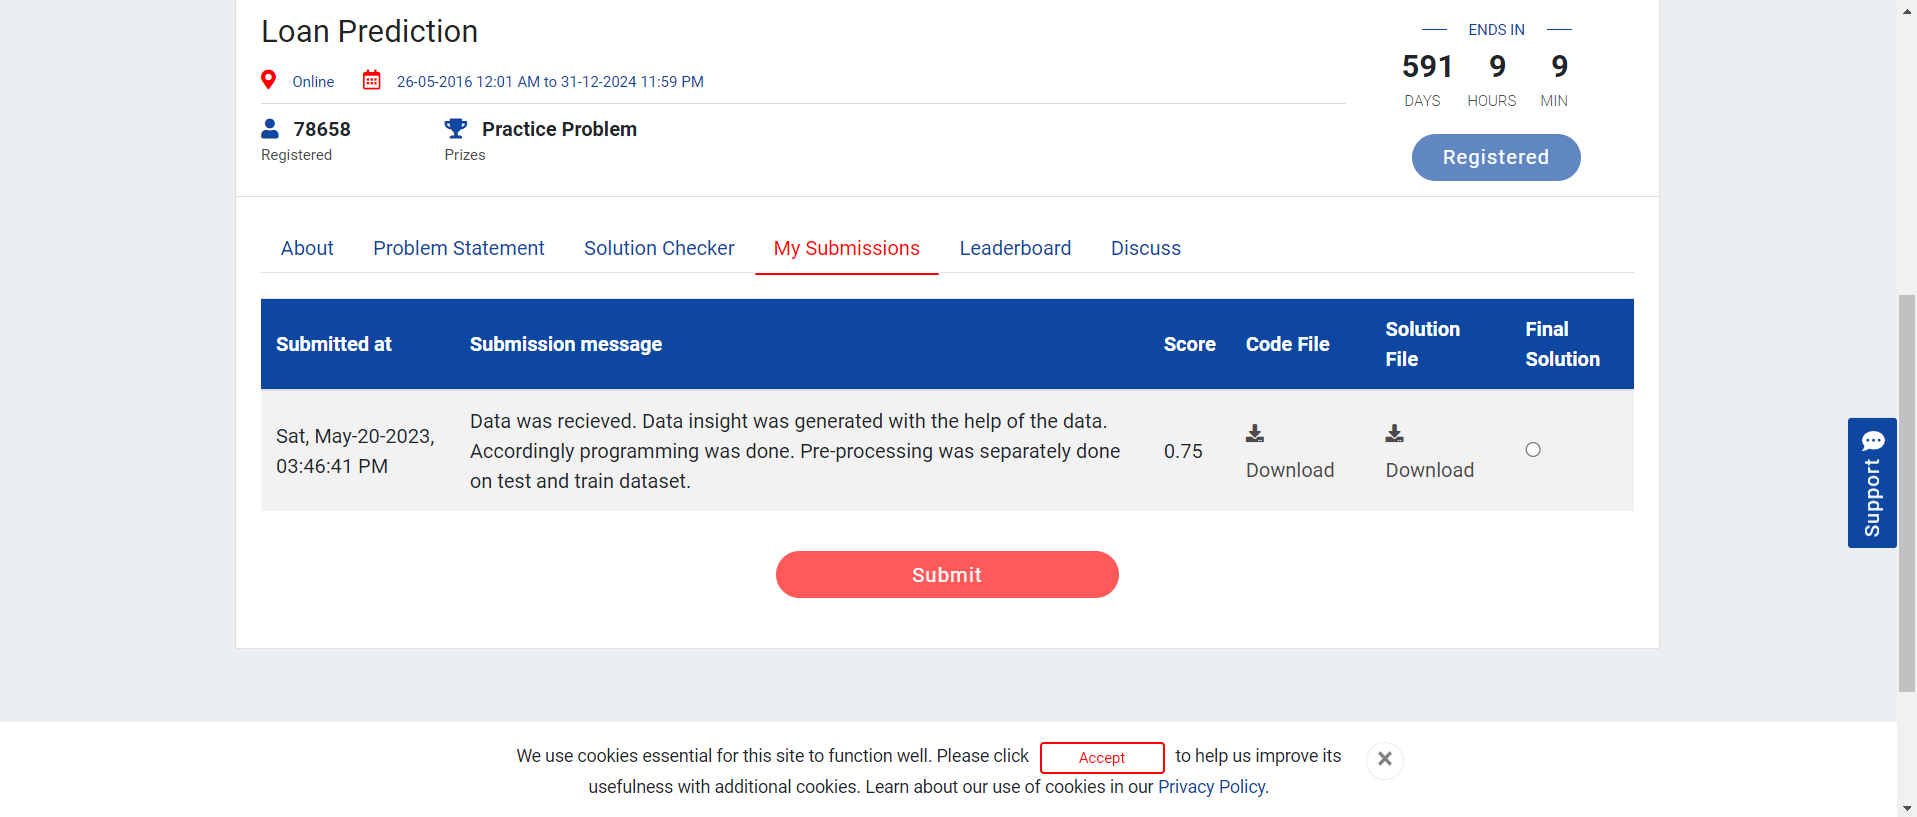 Loan Prediction
Online 26-05-2016 12:01 AM to 31-12-2024 11:59 PM
78658
Registered
Practice Problem
Prizes
ENDS IN
591 9 9
DAYS HOURS MIN
Registered
About Problem Statement Solution Checker My Submissions Leaderboard Discuss
Submitted at Submission message Score Code File Solution File Final Solution
Sat, May-20-2023,
03:46:41 PM
Data was recieved. Data insight was generated with the help of the data.
Accordingly programming was done. Pre-processing was separately done
on test and train dataset.
0.75
Download
Download
Submit
Support
We use cookies essential for this site to function well. Please click Accept to help us improve its
usefulness with additional cookies. Learn about our use of cookies in our Privacy Policy.